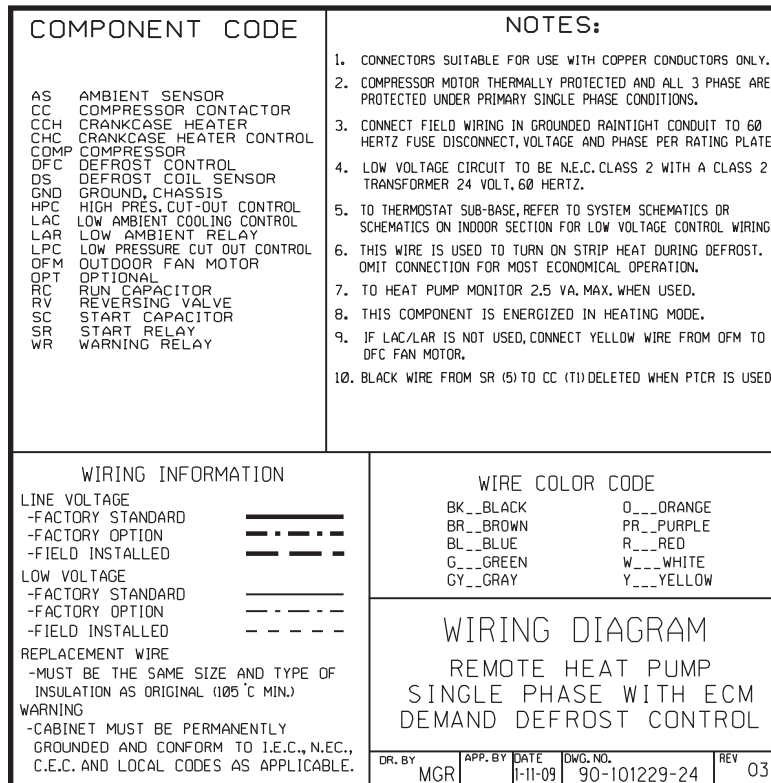 COMPONENT CODE
AS AMBIENT SENSOR
CC COMPRESSOR CONTACTOR
CCH CRANKCASE HEATER
CHC CRANKCASE HEATER CONTROL
COMP COMPRESSOR
DFC DEFROST CONTROL
DS DEFROST COIL SENSOR
GND GROUND, CHASSIS
HPC HIGH PRES. CUT-OUT CONTROL
LAC LOW AMBIENT COOLING CONTROL
LAR LOW AMBIENT RELAY
LPC LOW PRESSURE CUT OUT CONTROL
OFM OUTDOOR FAN MOTOR
OPT OPTIONAL
RC RUN CAPACITOR
RV REVERSING VALVE
SC START CAPACITOR
SR START RELAY
WR WARNING RELAY
NOTES:
1. CONNECTORS SUITABLE FOR USE WITH COPPER CONDUCTORS ONLY.
2. COMPRESSOR MOTOR THERMALLY PROTECTED AND ALL 3 PHASE ARE
PROTECTED UNDER PRIMARY SINGLE PHASE CONDITIONS.
3. CONNECT FIELD WIRING IN GROUNDED RAINTIGHT CONDUIT TO 60
HERTZ FUSE DISCONNECT, VOLTAGE AND PHASE PER RATING PLATE
4. LOW VOLTAGE CIRCUIT TO BE N.E.C. CLASS 2 WITH A CLASS 2
TRANSFORMER 24 VOLT, 60 HERTZ.
5. TO THERMOSTAT SUB-BASE, REFER TO SYSTEM SCHEMATICS OR
SCHEMATICS ON INDOOR SECTION FOR LOW VOLTAGE CONTROL WIRING
6. THIS WIRE IS USED TO TURN ON STRIP HEAT DURING DEFROST.
OMIT CONNECTION FOR MOST ECONOMICAL OPERATION.
7. TO HEAT PUMP MONITOR 2.5 VA. MAX. WHEN USED.
8. THIS COMPONENT IS ENERGIZED IN HEATING MODE.
9. IF LAC/LAR IS NOT USED, CONNECT YELLOW WIRE FROM OFM TO
DFC FAN MOTOR.
10. BLACK WIRE FROM SR (5) TO CC (T1) DELETED WHEN PTCR IS USED
WIRING INFORMATION
LINE VOLTAGE
-FACTORY STANDARD
-FACTORY OPTION
-FIELD INSTALLED
LOW VOLTAGE
-FACTORY STANDARD
-FACTORY OPTION
-FIELD INSTALLED
REPLACEMENT WIRE
-MUST BE THE SAME SIZE AND TYPE OF
INSULATION AS ORIGINAL (105 °C MIN.)
WARNING
-CABINET MUST BE PERMANENTLY
GROUNDED AND CONFORM TO I.E.C., N.EC.,
C.E.C. AND LOCAL CODES AS APPLICABLE.
WIRE COLOR CODE
BK__BLACK O___ORANGE
BR__BROWN PR__PURPLE
BL__BLUE R___RED
G___GREEN W___WHITE
GY__GRAY Y___YELLOW
WIRING DIAGRAM
REMOTE HEAT PUMP
SINGLE PHASE WITH ECM
DEMAND DEFROST CONTROL
DR. BY MGR APP. BY DATE 1-11-09 DWG. NO. 90-101229-24 REV 03